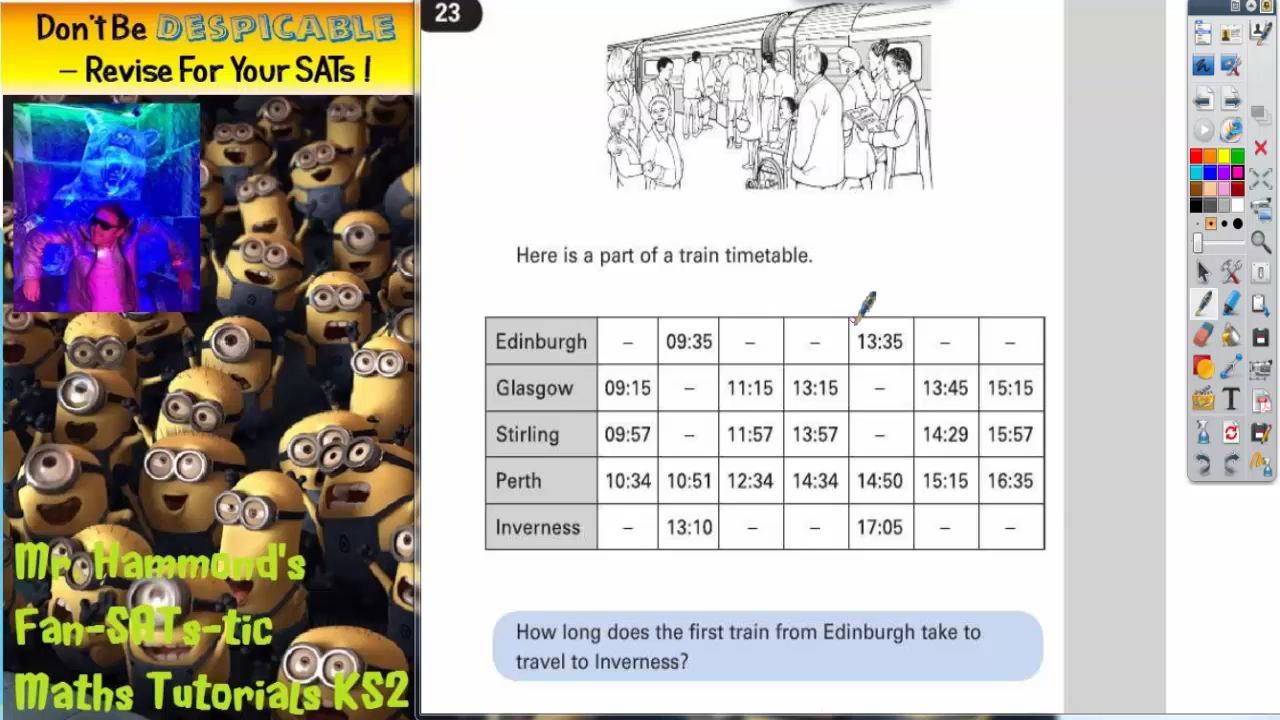 Don't Be DESPICABLE
– Revise For Your SATs !
Mr. Hammond's
Fan-SATs-tic
Maths Tutorials KS2
23
Here is a part of a train timetable.
Edinburgh – 09:35 – – 13:35 – –
Glasgow 09:15 – 11:15 13:15 – 13:45 15:15
Stirling 09:57 – 11:57 13:57 – 14:29 15:57
Perth 10:34 10:51 12:34 14:34 14:50 15:15 16:35
Inverness – 13:10 – – 17:05 – –
How long does the first train from Edinburgh take to
travel to Inverness?